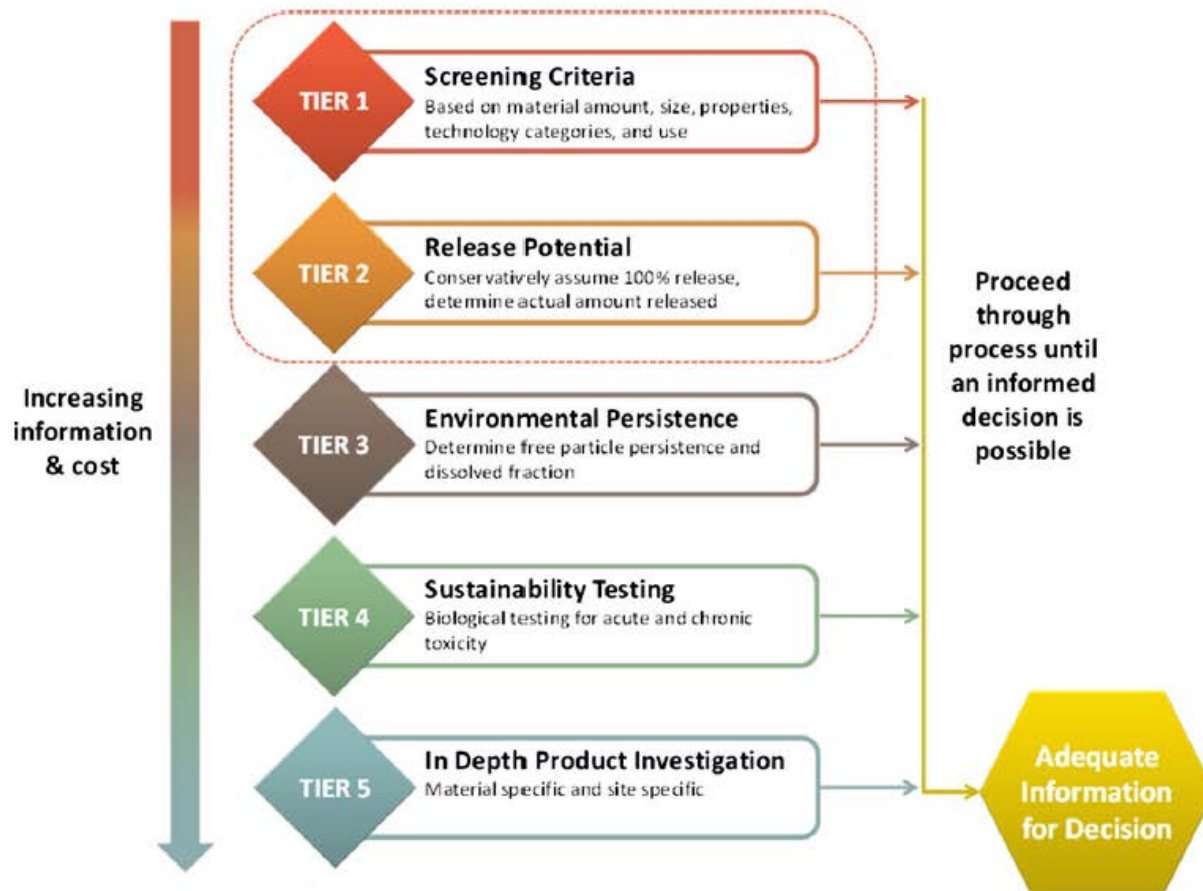 TIER 1
Screening Criteria
Based on material amount, size, properties,
technology categories, and use
TIER 2
Release Potential
Conservatively assume 100% release,
determine actual amount released
TIER 3
Environmental Persistence
Determine free particle persistence and
dissolved fraction
TIER 4
Sustainability Testing
Biological testing for acute and chronic
toxicity
TIER 5
In Depth Product Investigation
Material specific and site specific
Increasing
information
& cost
Proceed
through
process until
an informed
decision is
possible
Adequate
Information
for Decision